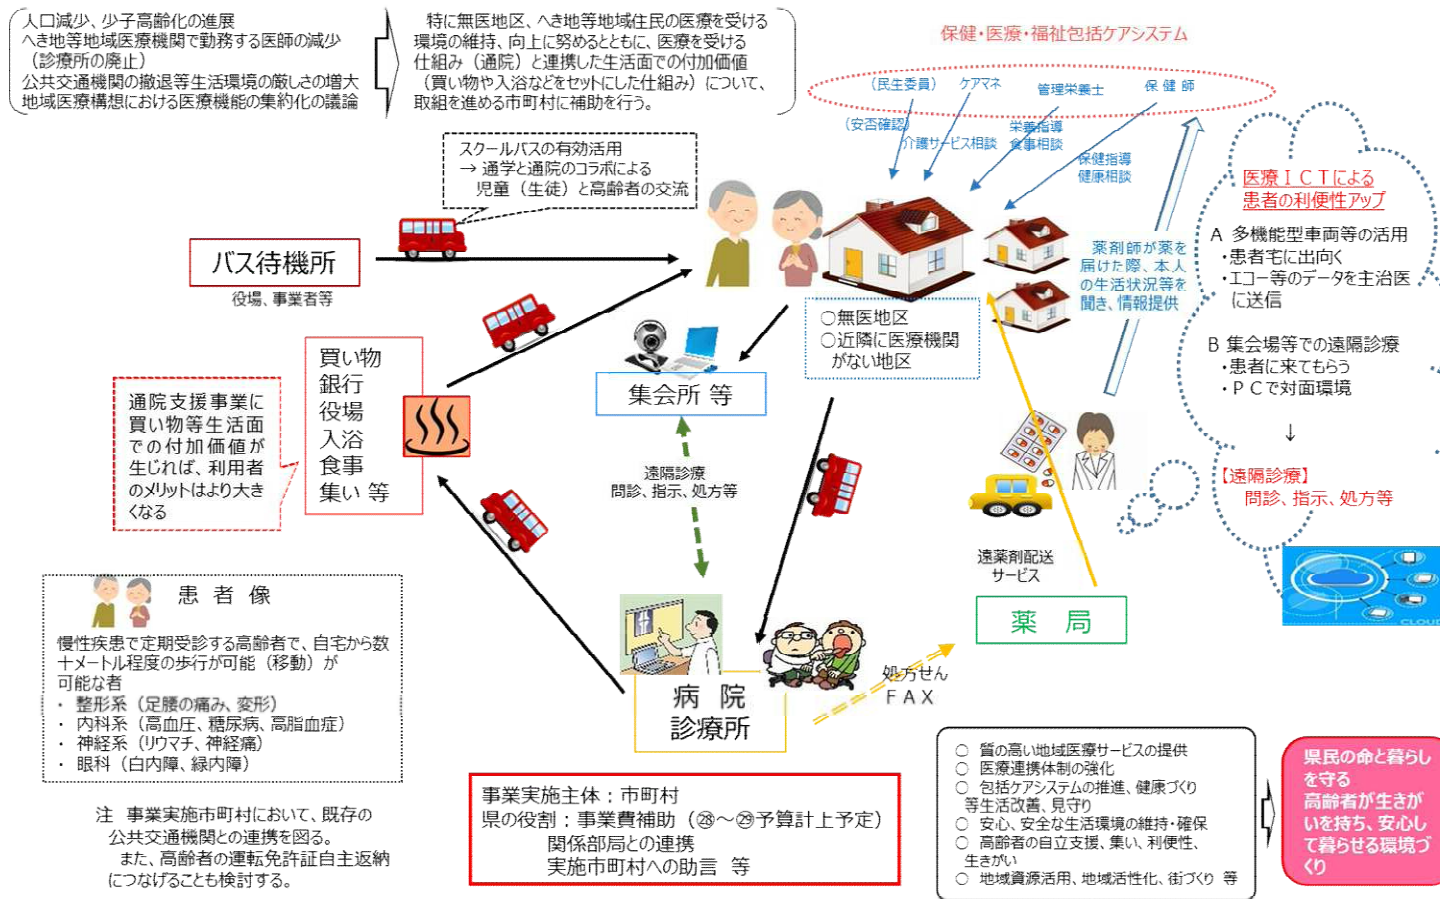 人口減少、少子高齢化の進展
へき地等地域医療機関で勤務する医師の減少
（診療所の廃止）
公共交通機関の撤退等生活環境の厳しさの増大
地域医療構想における医療機能の集約化の議論
特に無医地区、へき地等地域住民の医療を受ける
環境の維持、向上に努めるとともに、医療を受ける
仕組み（通院）と連携した生活面での付加価値
（買い物や入浴などをセットにした仕組み）について、
取組を進める市町村に補助を行う。
保健・医療・福祉包括ケアシステム
（民生委員）
ケアマネ
管理栄養士
保 健 師
（安否確認）
介護サービス相談
栄養指導
食事相談
保健指導
健康相談
スクールバスの有効活用
→ 通学と通院のコラボによる
児童（生徒）と高齢者の交流
バス待機所
役場、事業者等
薬剤師が薬を
届けた際、本人
の生活状況等を
聞き、情報提供
医療ＩＣＴによる
患者の利便性アップ
Ａ 多機能型車両等の活用
・患者宅に出向く
・エコー等のデータを主治医
に送信
Ｂ 集会場等での遠隔診療
・患者に来てもらう
・ＰＣで対面環境
↓
【遠隔診療】
問診、指示、処方等
CLOUD
○無医地区
○近隣に医療機関
がない地区
買い物
銀行
役場
入浴
食事
集い 等
通院支援事業に
買い物等生活面
での付加価値が
生じれば、利用者
のメリットはより大き
くなる
集会所 等
遠隔診療
問診、指示、処方等
遠薬剤配送
サービス
薬 局
処方せん
ＦＡＸ
病 院
診療所
患 者 像
慢性疾患で定期受診する高齢者で、自宅から数
十メートル程度の歩行が可能（移動）が
可能な者
・ 整形系（足腰の痛み、変形）
・ 内科系（高血圧、糖尿病、高脂血症）
・ 神経系（リウマチ、神経痛）
・ 眼科（白内障、緑内障）
注 事業実施市町村において、既存の
公共交通機関との連携を図る。
また、高齢者の運転免許証自主返納
につなげることも検討する。
事業実施主体：市町村
県の役割：事業費補助（㉘～㉙予算計上予定）
関係部局との連携
実施市町村への助言 等
○ 質の高い地域医療サービスの提供
○ 医療連携体制の強化
○ 包括ケアシステムの推進、健康づくり
等生活改善、見守り
○ 安心、安全な生活環境の維持・確保
○ 高齢者の自立支援、集い、利便性、
生きがい
○ 地域資源活用、地域活性化、街づくり 等
県民の命と暮らし
を守る
高齢者が生きが
いを持ち、安心し
て暮らせる環境づ
くり